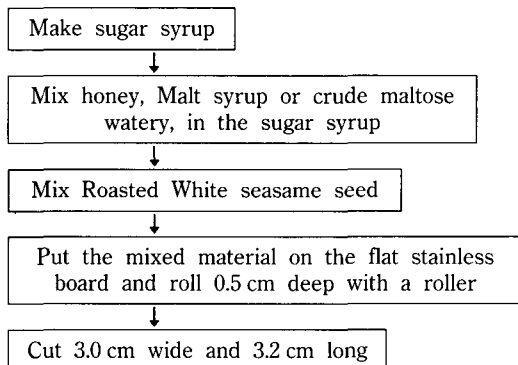 Make sugar syrup
Mix honey, Malt syrup or crude maltose
watery, in the sugar syrup
Mix Roasted White seasame seed
Put the mixed material on the flat stainless
board and roll 0.5 cm deep with a roller
Cut 3.0 cm wide and 3.2 cm long